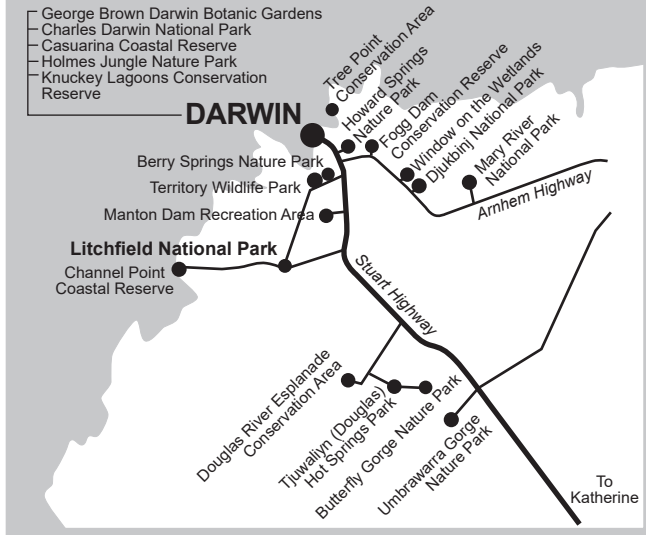 George Brown Darwin Botanic Gardens
Charles Darwin National Park
Casuarina Coastal Reserve
Holmes Jungle Nature Park
Knuckey Lagoons Conservation
Reserve
DARWIN
Tree Point
Conservation Area
Howard Springs
Nature Park
Fogg Dam
Conservation Reserve
Window on the Wetlands
Djukbinj National Park
Mary River
National Park
Arnhem Highway
Berry Springs Nature Park
Territory Wildlife Park
Manton Dam Recreation Area
Litchfield National Park
Channel Point
Coastal Reserve
Stuart Highway
Douglas River Esplanade
Conservation Area
Tjuwaliyn (Douglas)
Hot Springs Park
Butterfly Gorge Nature Park
Umbrawarra Gorge
Nature Park
To
Katherine